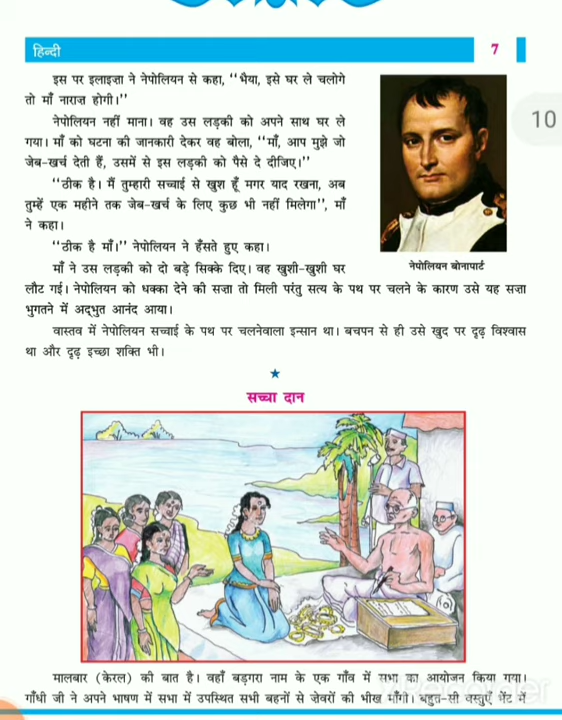 हिन्दी
7
10
इस पर इलाइज़ा ने नेपोलियन से कहा, ‘‘भैया, इसे घर ले चलोगे
तो माँ नाराज़ होगी।’’
नेपोलियन नहीं माना। वह उस लड़की को अपने साथ घर ले
गया। माँ को घटना की जानकारी देकर वह बोला, ‘‘माँ, आप मुझे जो
जेब-खर्च देती हैं, उसमें से इस लड़की को पैसे दे दीजिए।’’
‘‘ठीक है। मैं तुम्हारी सच्चाई से खुश हूँ मगर याद रखना, अब
तुम्हें एक महीने तक जेब-खर्च के लिए कुछ भी नहीं मिलेगा’’, माँ
ने कहा।
‘‘ठीक है माँ।’’ नेपोलियन ने हँसते हुए कहा।
माँ ने उस लड़की को दो बड़े सिक्के दिए। वह खुशी-खुशी घर
नेपोलियन बोनापार्ट
लौट गई। नेपोलियन को धक्का देने की सज़ा तो मिली परंतु सत्य के पथ पर चलने के कारण उसे यह सज़ा
भुगतने में अद्भुत आनंद आया।
वास्तव में नेपोलियन सच्चाई के पथ पर चलनेवाला इन्सान था। बचपन से ही उसे खुद पर दृढ़ विश्वास
था और दृढ़ इच्छा शक्ति भी।
सच्चा दान
मालबार (केरल) की बात है। वहाँ बड़गरा नाम के एक गाँव में सभा का आयोजन किया गया।
गाँधी जी ने अपने भाषण में सभा में उपस्थित सभी बहनों से ज़ेवरों की भीख माँगी। बहुत-सी वस्तुएँ भेंट में